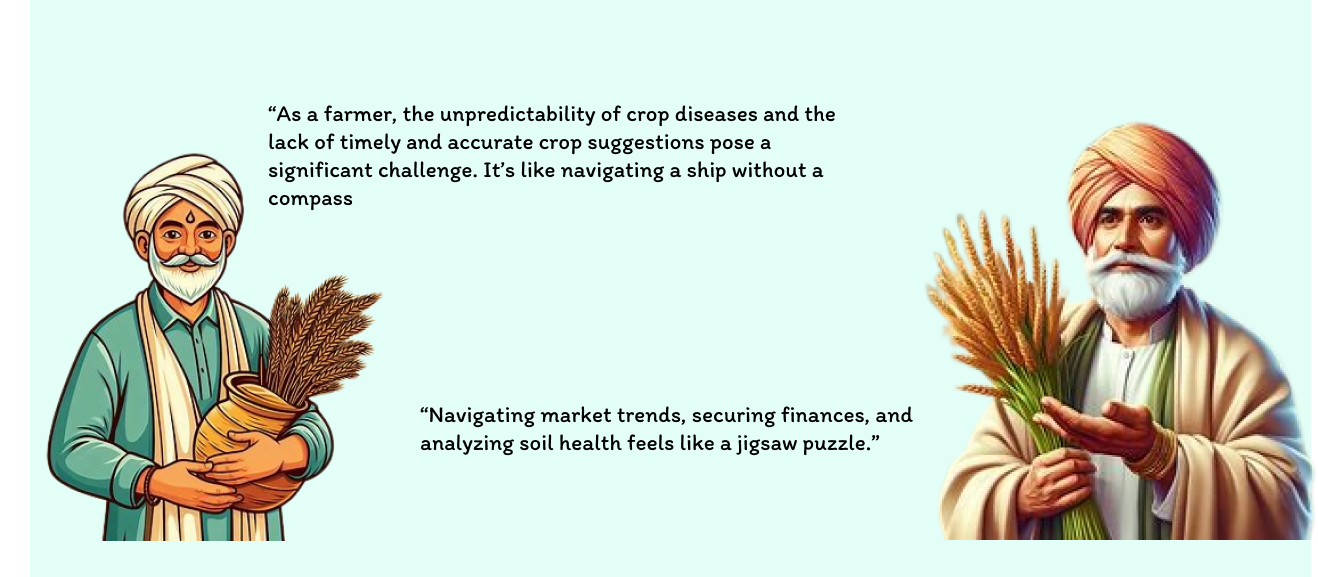 “As a farmer, the unpredictability of crop diseases and the
lack of timely and accurate crop suggestions pose a
significant challenge. It’s like navigating a ship without a
compass
“Navigating market trends, securing finances, and
analyzing soil health feels like a jigsaw puzzle.”